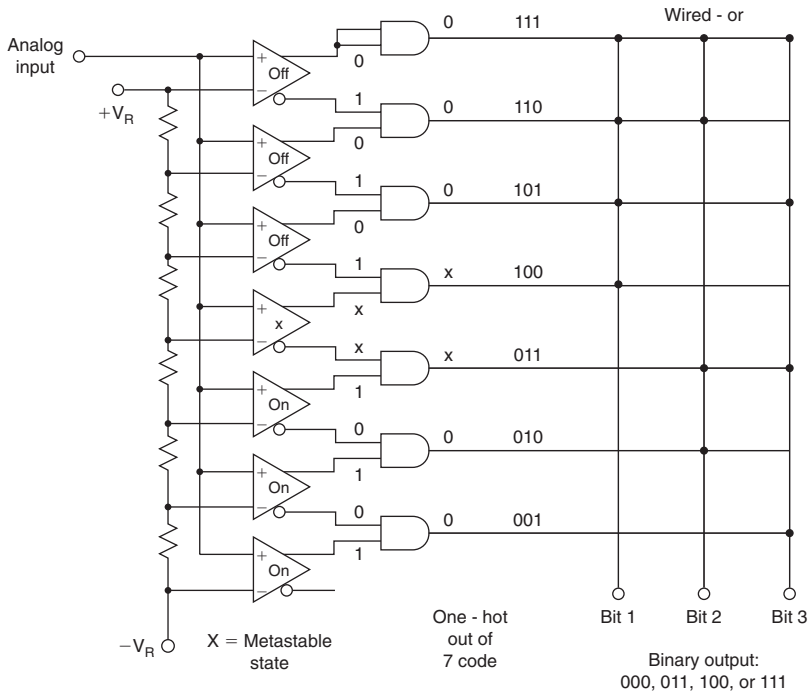 Analog
input
+V_R
−V_R
+
−
Off
+
−
Off
+
−
Off
+
−
x
+
−
On
+
−
On
+
−
On
0
1
0
1
0
1
x
x
1
0
1
0
1
0 111
0 110
0 101
x 100
x 011
0 010
0 001
Wired - or
X = Metastable
state
One - hot
out of
7 code
Bit 1 Bit 2 Bit 3
Binary output:
000, 011, 100, or 111